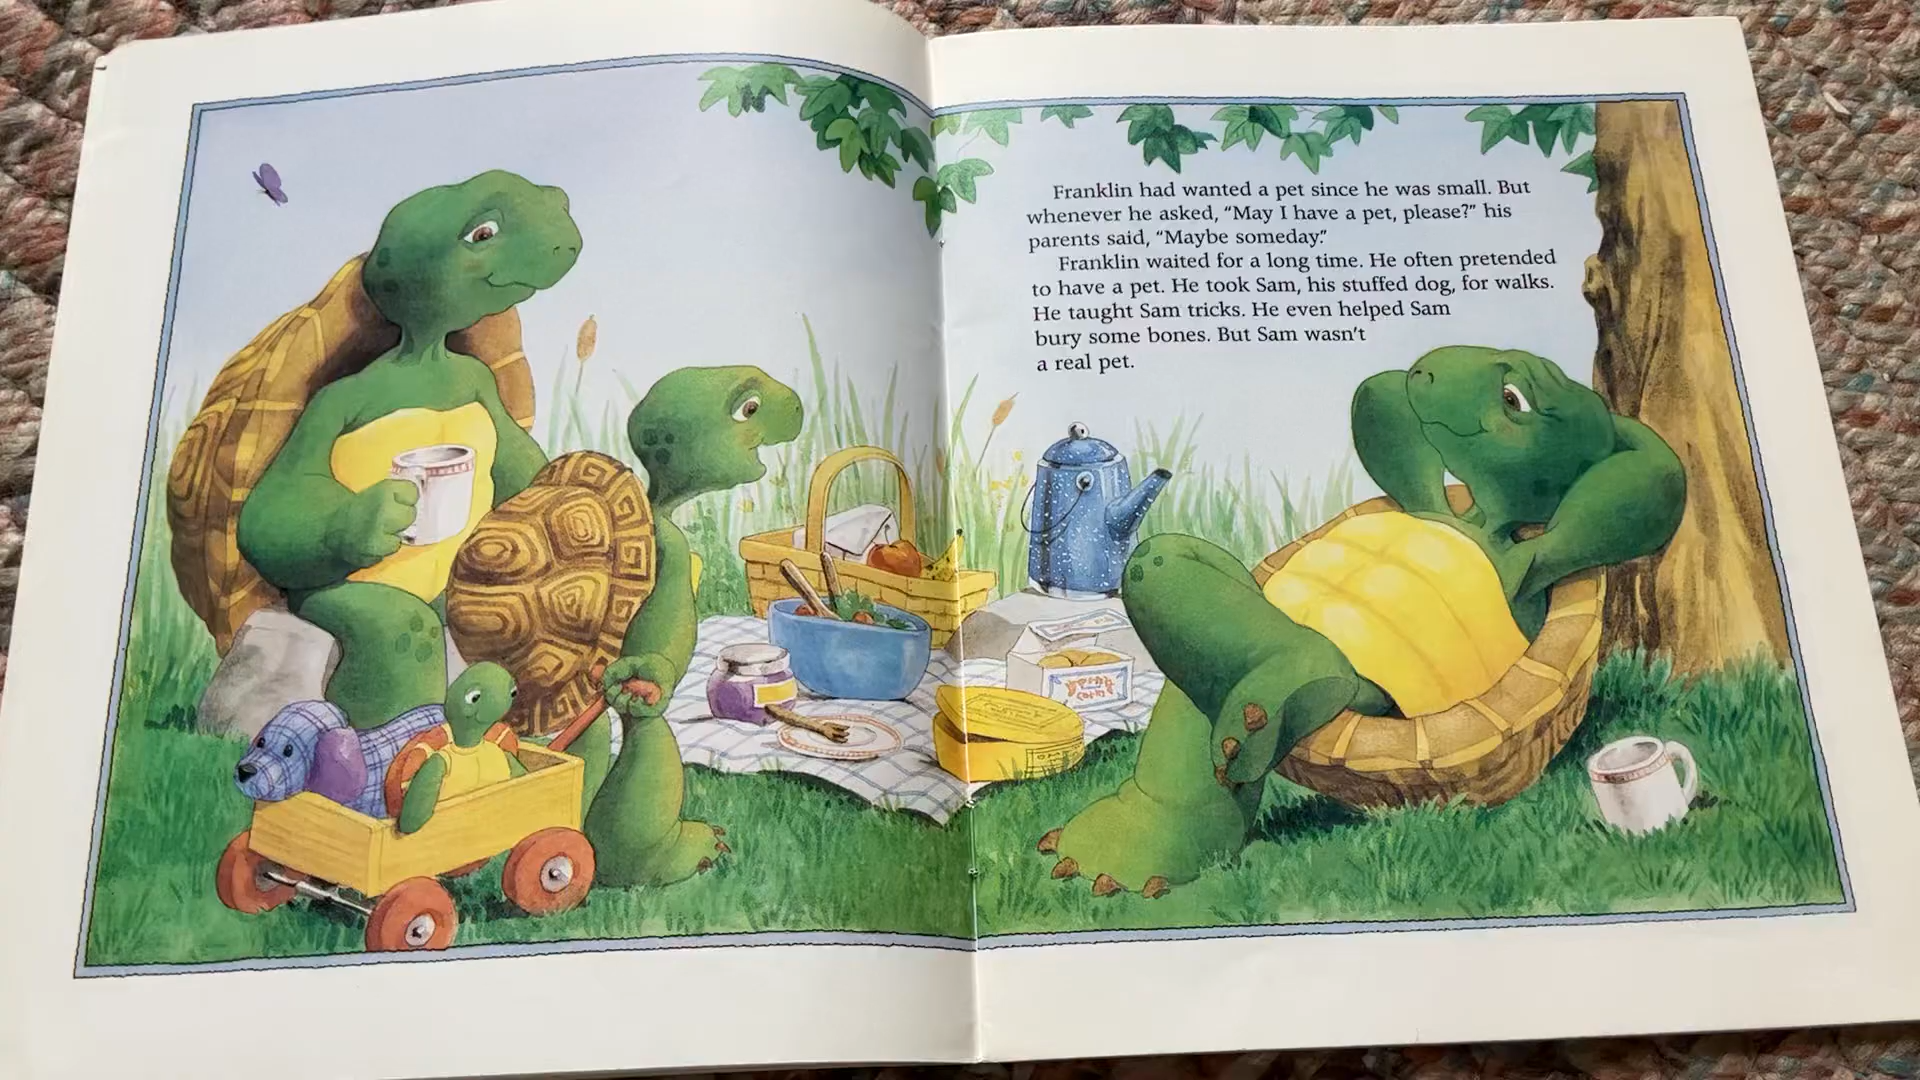 Franklin had wanted a pet since he was small. But
whenever he asked, “May I have a pet, please?” his
parents said, “Maybe someday.”
Franklin waited for a long time. He often pretended
to have a pet. He took Sam, his stuffed dog, for walks.
He taught Sam tricks. He even helped Sam
bury some bones. But Sam wasn’t
a real pet.